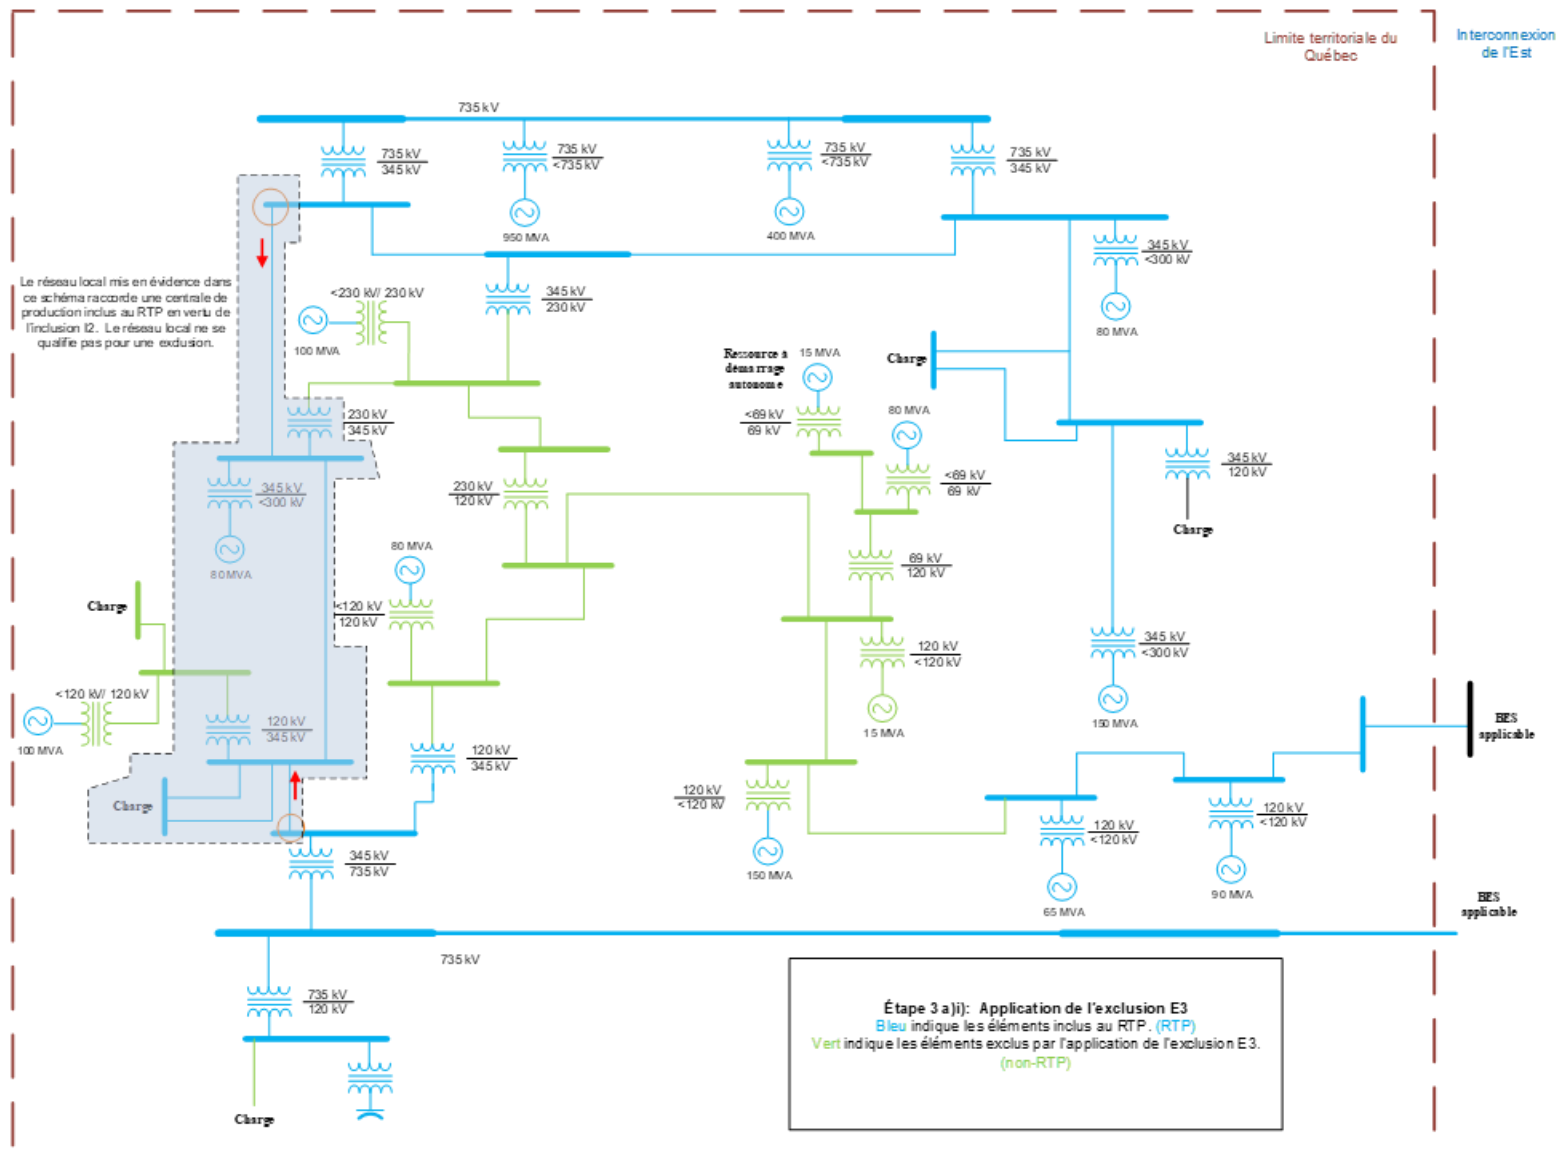 Limite territoriale du
Québec
Interconnexion
de l'Est
735 kV
735 kV
345 kV
735 kV
<735 kV
735 kV
<735 kV
735 kV
345 kV
950 MVA
400 MVA
345 kV
<300 kV
80 MVA
Le réseau local mis en évidence dans
ce schéma raccorde une centrale de
production inclus au RTP en vertu de
l'inclusion I2. Le réseau local ne se
qualifie pas pour une exclusion.
<230 kV/ 230 kV
100 MVA
345 kV
230 kV
Ressource à
démarrage
autonome
15 MVA
Charge
<69 kV
69 kV
80 MVA
230 kV
345 kV
<69 kV
69 kV
345 kV
120 kV
Charge
345 kV
<300 kV
80 MVA
230 kV
120 kV
80 MVA
69 kV
120 kV
Charge
<120 kV
120 kV
120 kV
<120 kV
345 kV
<300 kV
<120 kV/ 120 kV
100 MVA
120 kV
345 kV
15 MVA
150 MVA
BES
applicable
120 kV
345 kV
Charge
120 kV
<120 kV
150 MVA
120 kV
<120 kV
65 MVA
120 kV
<120 kV
90 MVA
345 kV
735 kV
BES
applicable
735 kV
735 kV
120 kV
Charge
Étape 3 a)i): Application de l'exclusion E3
Bleu indique les éléments inclus au RTP. (RTP)
Vert indique les éléments exclus par l'application de l'exclusion E3.
(non-RTP)